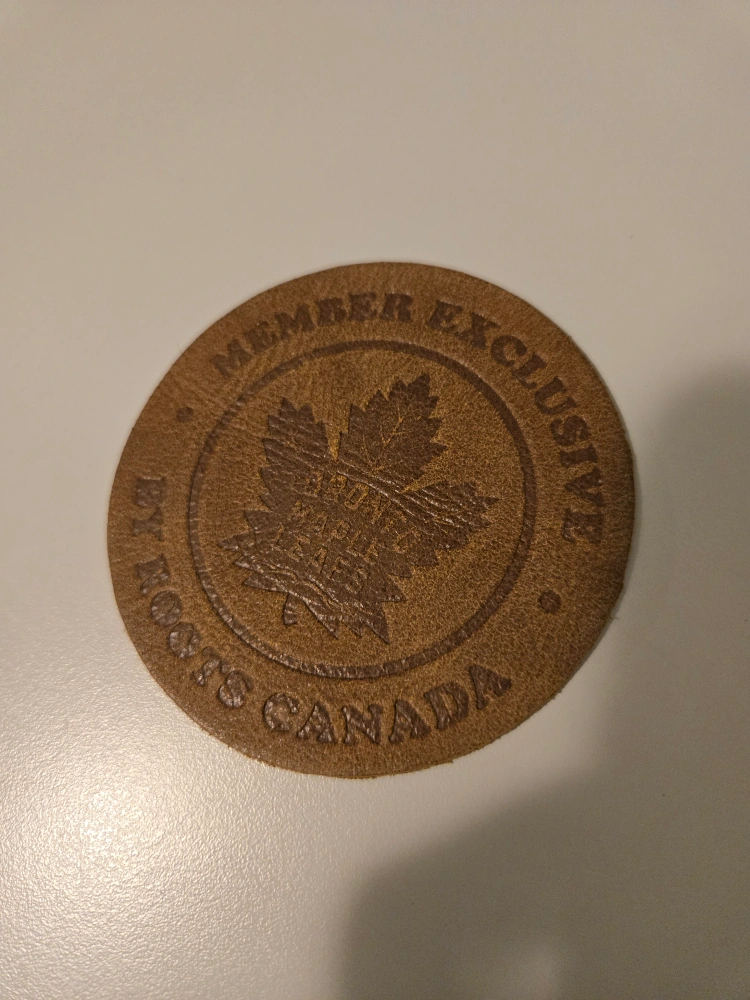 MEMBER EXCLUSIVE
TORONTO
MAPLE
LEAFS
BY ROOTS CANADA